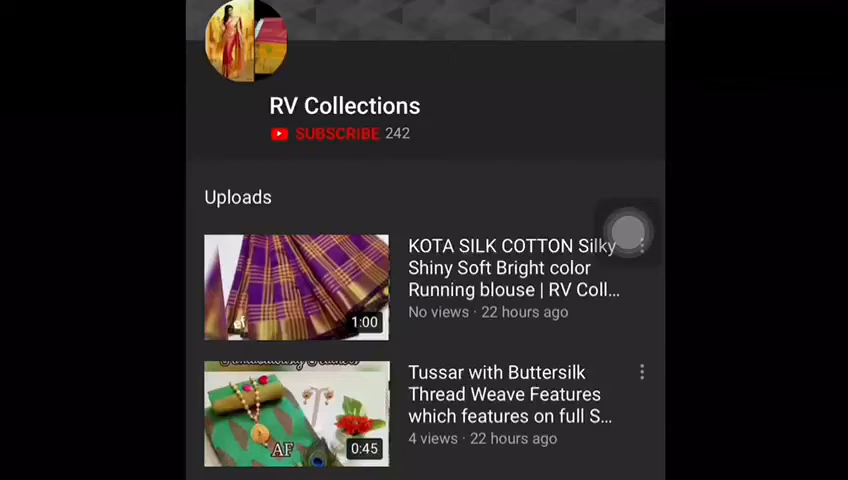 RV Collections
SUBSCRIBE 242
Uploads
KOTA SILK COTTON Silky
Shiny Soft Bright color
Running blouse | RV Coll...
No views · 22 hours ago
ef
1:00
Tussar with Buttersilk
Thread Weave Features
which features on full S...
4 views · 22 hours ago
AF
0:45